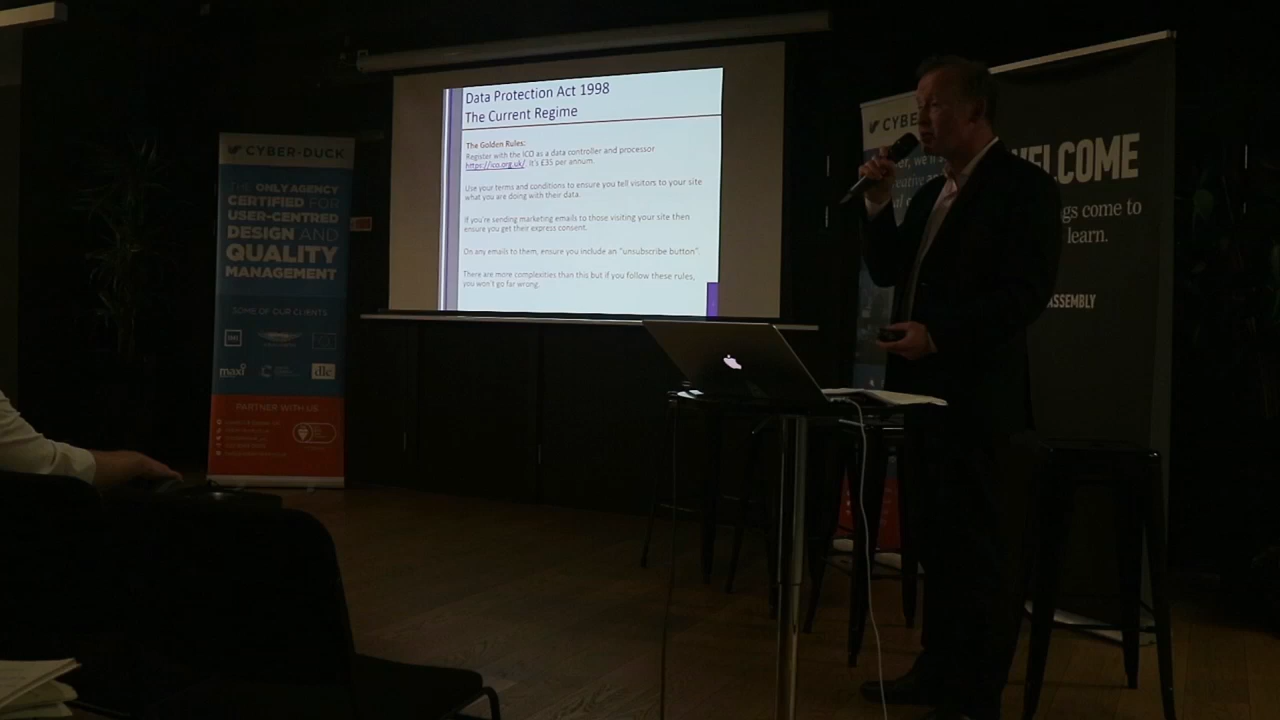 Data Protection Act 1998
The Current Regime
The Golden Rules:
Register with the ICO as a data controller and processor
https://ico.org.uk/. It's £35 per annum.
Use your terms and conditions to ensure you tell visitors to your site
what you are doing with their data.
If you're sending marketing emails to those visiting your site then
ensure you get their express consent.
On any emails to them, ensure you include an "unsubscribe button".
There are more complexities than this but if you follow these rules,
you won't go far wrong.
CYBER-DUCK
THE ONLY AGENCY
CERTIFIED FOR
USER-CENTRED
DESIGN AND
QUALITY
MANAGEMENT
SOME OF OUR CLIENTS
maxi
dlc
PARTNER WITH US
CYBE
WELCOME
gs come to
learn.
ASSEMBLY